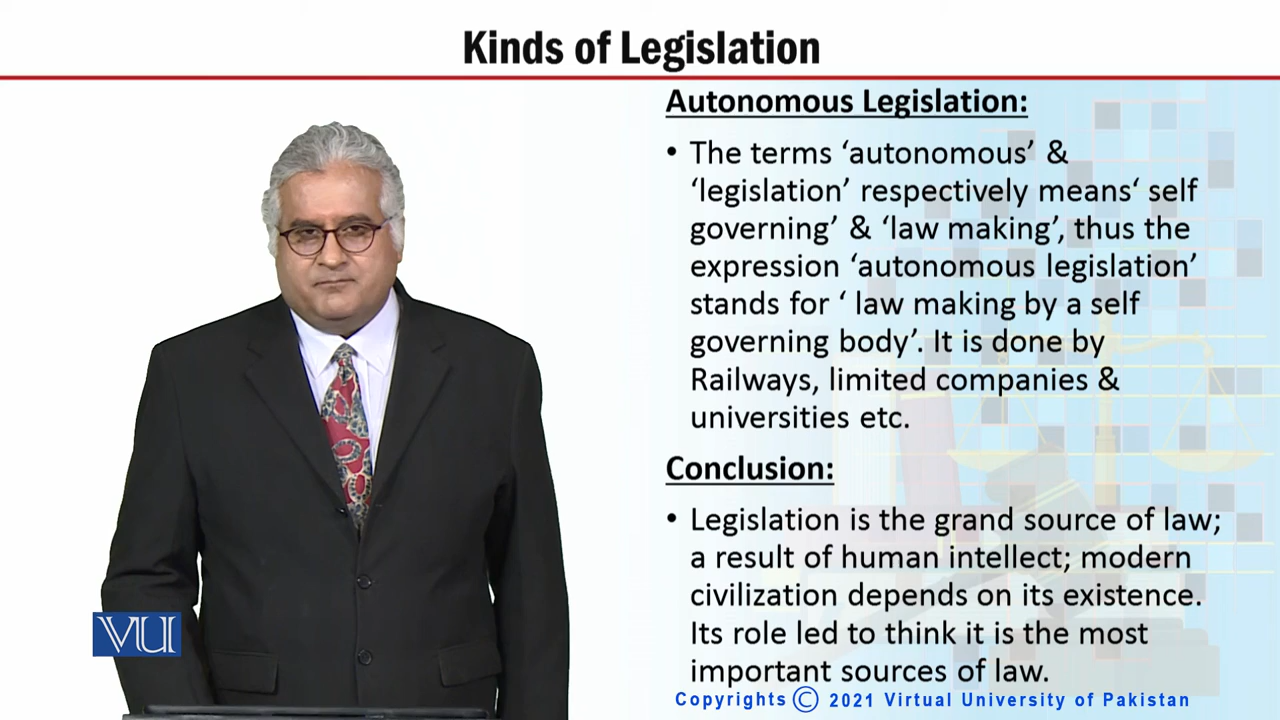 Kinds of Legislation
Autonomous Legislation:
• The terms ‘autonomous’ &
‘legislation’ respectively means‘ self
governing’ & ‘law making’, thus the
expression ‘autonomous legislation’
stands for ‘ law making by a self
governing body’. It is done by
Railways, limited companies &
universities etc.
Conclusion:
• Legislation is the grand source of law;
a result of human intellect; modern
civilization depends on its existence.
Its role led to think it is the most
important sources of law.
VU
Copyrights © 2021 Virtual University of Pakistan